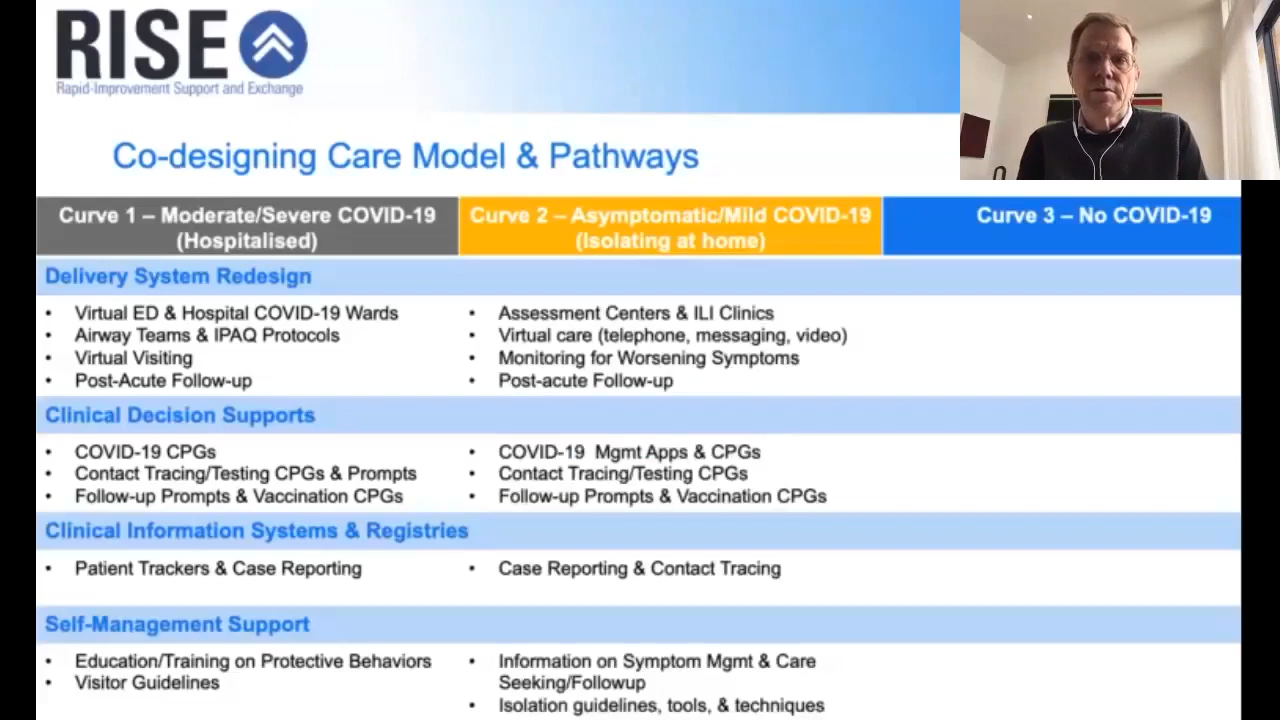 RISE
Rapid-Improvement Support and Exchange
Co-designing Care Model & Pathways
Curve 1 – Moderate/Severe COVID-19
(Hospitalised)
Curve 2 – Asymptomatic/Mild COVID-19
(Isolating at home)
Curve 3 – No COVID-19
Delivery System Redesign
• Virtual ED & Hospital COVID-19 Wards
• Airway Teams & IPAQ Protocols
• Virtual Visiting
• Post-Acute Follow-up
• Assessment Centers & ILI Clinics
• Virtual care (telephone, messaging, video)
• Monitoring for Worsening Symptoms
• Post-acute Follow-up
Clinical Decision Supports
• COVID-19 CPGs
• Contact Tracing/Testing CPGs & Prompts
• Follow-up Prompts & Vaccination CPGs
• COVID-19 Mgmt Apps & CPGs
• Contact Tracing/Testing CPGs
• Follow-up Prompts & Vaccination CPGs
Clinical Information Systems & Registries
• Patient Trackers & Case Reporting
• Case Reporting & Contact Tracing
Self-Management Support
• Education/Training on Protective Behaviors
• Visitor Guidelines
• Information on Symptom Mgmt & Care
Seeking/Followup
• Isolation guidelines, tools, & techniques